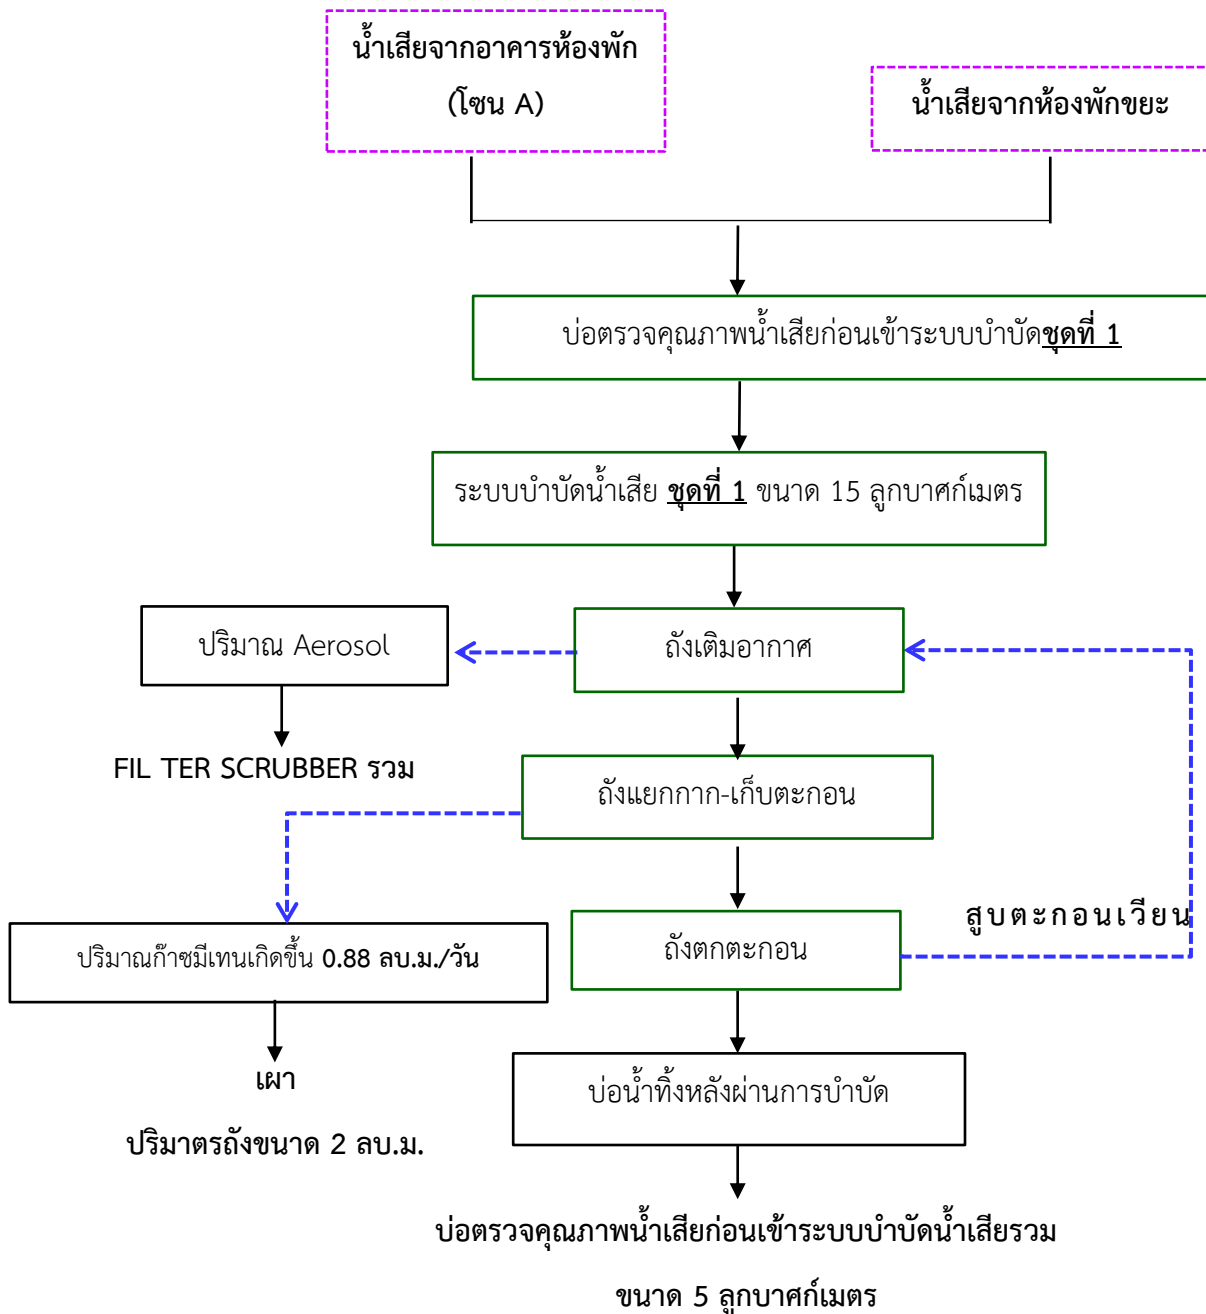 น้ำเสียจากอาคารห้องพัก
(โซน A)
น้ำเสียจากห้องพักขยะ
บ่อตรวจคุณภาพน้ำเสียก่อนเข้าระบบบำบัดชุดที่ 1
ระบบบำบัดน้ำเสีย ชุดที่ 1 ขนาด 15 ลูกบาศก์เมตร
ปริมาณ Aerosol
ถังเติมอากาศ
FIL TER SCRUBBER รวม
ถังแยกกาก-เก็บตะกอน
สูบตะกอนเวียน
ปริมาณก๊าซมีเทนเกิดขึ้น 0.88 ลบ.ม./วัน
ถังตกตะกอน
เผา
ปริมาตรถังขนาด 2 ลบ.ม.
บ่อน้ำทิ้งหลังผ่านการบำบัด
บ่อตรวจคุณภาพน้ำเสียก่อนเข้าระบบบำบัดน้ำเสียรวม
ขนาด 5 ลูกบาศก์เมตร